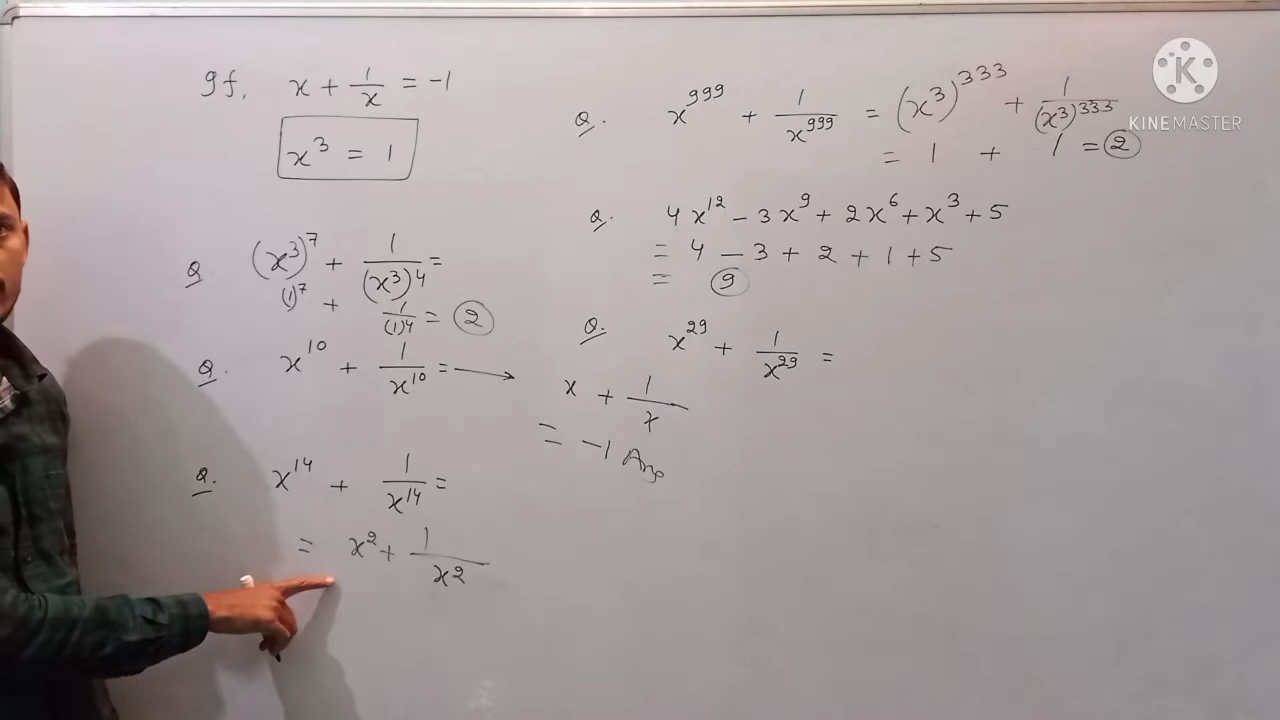 9f, x + 1/x = -1
x³ = 1
Q (x³)⁷ + 1/(x³)⁴ =
(1)⁷ + 1/(1)⁴ = 2
Q. x¹⁰ + 1/x¹⁰ = →
x + 1/x
= -1 Ans
Q. x¹⁴ + 1/x¹⁴ =
= x² + 1/x²
Q. x⁹⁹⁹ + 1/x⁹⁹⁹ = (x³)³³³ + 1/(x³)³³³
= 1 + 1 = 2
Q. 4x¹² - 3x⁹ + 2x⁶ + x³ + 5
= 4 - 3 + 2 + 1 + 5
= 9
Q. x²⁹ + 1/x²⁹ =
K
KINEMASTER